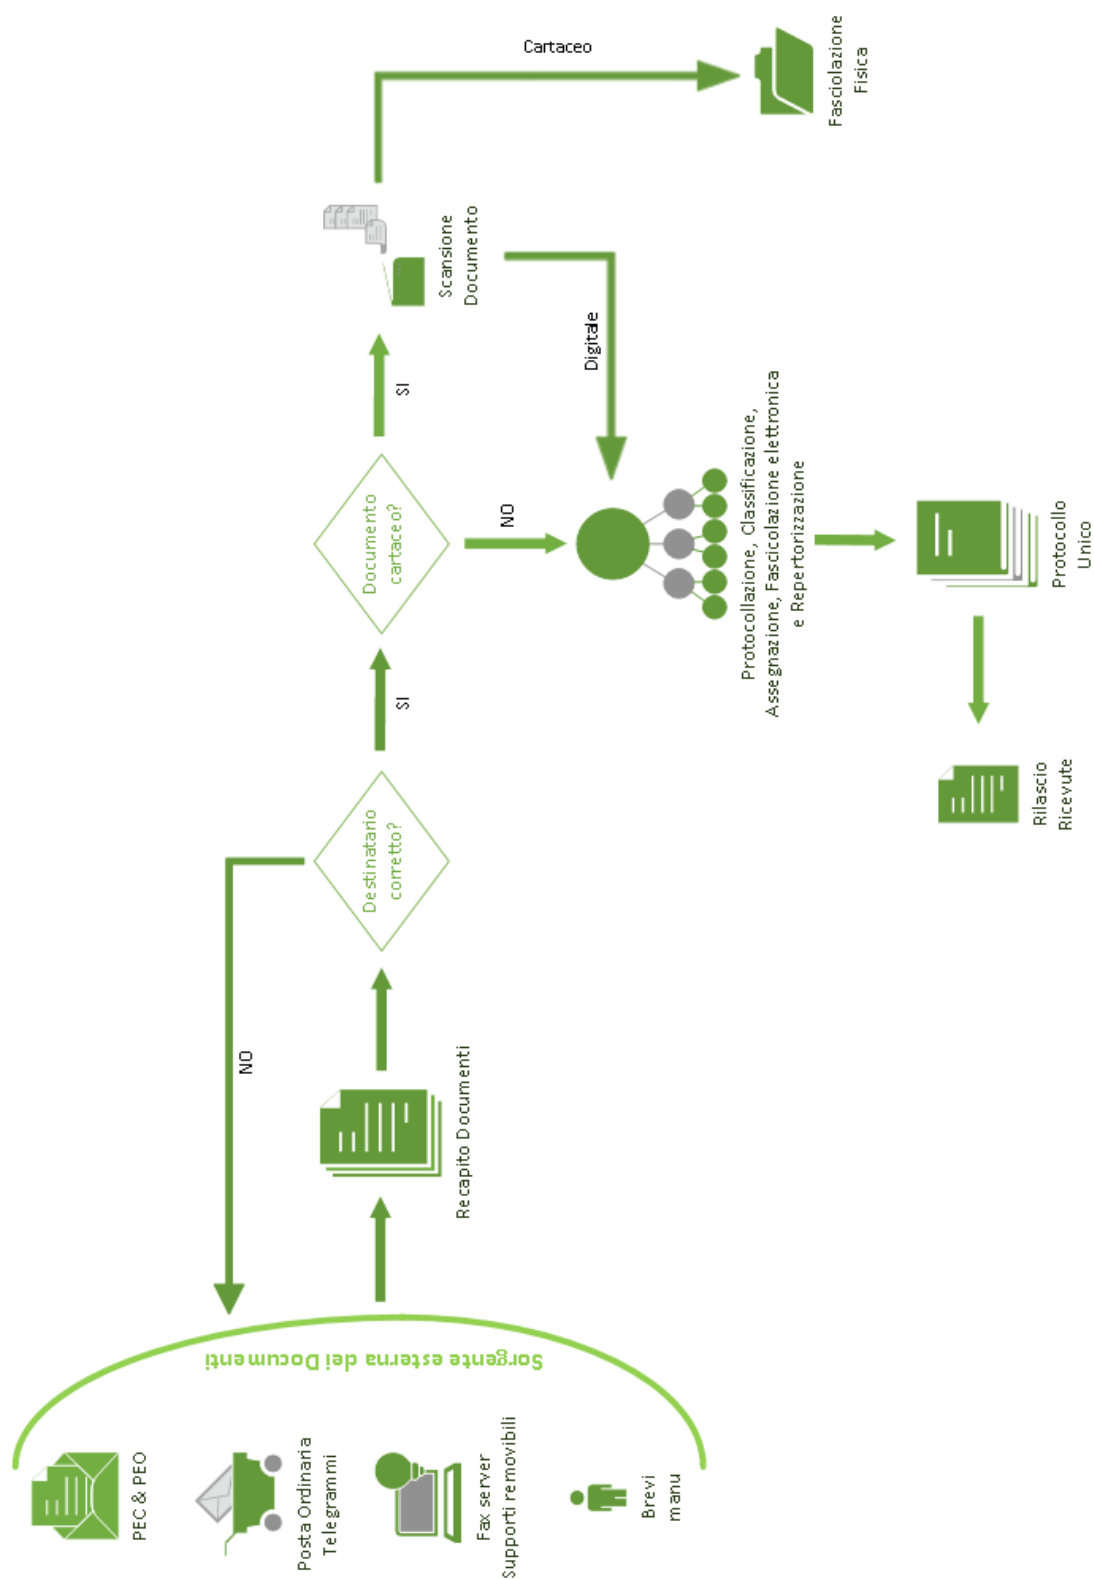 PEC & PEO
Posta Ordinaria
Telegrammi
Fax server
Supporti removibili
Brevi
manu
Sorgente esterna dei Documenti
Recapito Documenti
NO
Destinatario
corretto?
SI
Documento
cartaceo?
SI
NO
Scansione
Documento
Cartaceo
Fasciolazione
Fisica
Digitale
Protocollazione, Classificazione,
Assegnazione, Fascicolazione elettronica
e Repertorizzazione
Protocollo
Unico
Rilascio
Ricevute